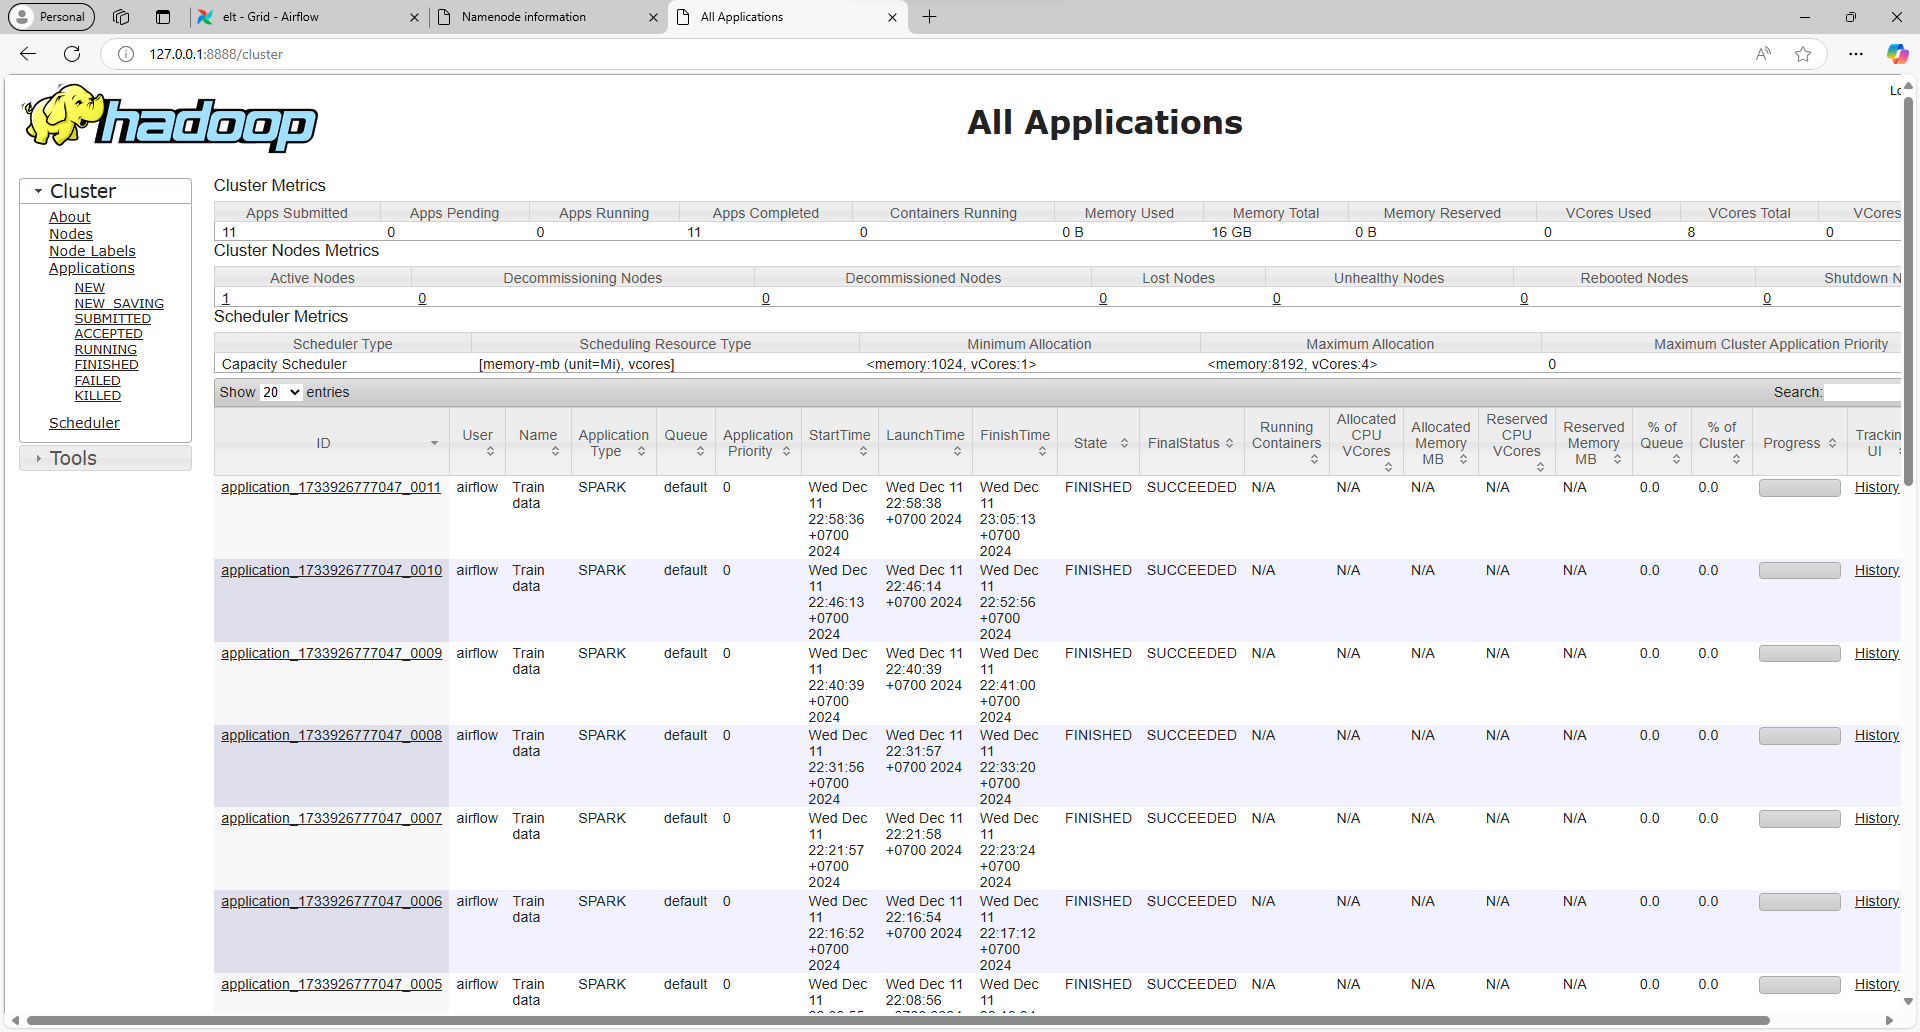 Personal
elt - Grid - Airflow
Namenode information
All Applications
127.0.0.1:8888/cluster
hadoop
All Applications
Cluster
About
Nodes
Node Labels
Applications
NEW
NEW_SAVING
SUBMITTED
ACCEPTED
RUNNING
FINISHED
FAILED
KILLED
Scheduler
Tools
Cluster Metrics
Apps Submitted Apps Pending Apps Running Apps Completed Containers Running Memory Used Memory Total Memory Reserved VCores Used VCores Total VCores
11 0 0 11 0 0 B 16 GB 0 B 0 8 0
Cluster Nodes Metrics
Active Nodes Decommissioning Nodes Decommissioned Nodes Lost Nodes Unhealthy Nodes Rebooted Nodes Shutdown N
1 0 0 0 0 0 0
Scheduler Metrics
Scheduler Type Scheduling Resource Type Minimum Allocation Maximum Allocation Maximum Cluster Application Priority
Capacity Scheduler [memory-mb (unit=Mi), vcores] <memory:1024, vCores:1> <memory:8192, vCores:4> 0
Show 20 entries Search:
ID User Name Application Type Queue Application Priority StartTime LaunchTime FinishTime State FinalStatus Running Containers Allocated CPU VCores Allocated Memory MB Reserved CPU VCores Reserved Memory MB % of Queue % of Cluster Progress Trackin UI
application_1733926777047_0011 airflow Train data SPARK default 0 Wed Dec 11 22:58:36 +0700 2024 Wed Dec 11 22:58:38 +0700 2024 Wed Dec 11 23:05:13 +0700 2024 FINISHED SUCCEEDED N/A N/A N/A N/A N/A 0.0 0.0 History
application_1733926777047_0010 airflow Train data SPARK default 0 Wed Dec 11 22:46:13 +0700 2024 Wed Dec 11 22:46:14 +0700 2024 Wed Dec 11 22:52:56 +0700 2024 FINISHED SUCCEEDED N/A N/A N/A N/A N/A 0.0 0.0 History
application_1733926777047_0009 airflow Train data SPARK default 0 Wed Dec 11 22:40:39 +0700 2024 Wed Dec 11 22:40:39 +0700 2024 Wed Dec 11 22:41:00 +0700 2024 FINISHED SUCCEEDED N/A N/A N/A N/A N/A 0.0 0.0 History
application_1733926777047_0008 airflow Train data SPARK default 0 Wed Dec 11 22:31:56 +0700 2024 Wed Dec 11 22:31:57 +0700 2024 Wed Dec 11 22:33:20 +0700 2024 FINISHED SUCCEEDED N/A N/A N/A N/A N/A 0.0 0.0 History
application_1733926777047_0007 airflow Train data SPARK default 0 Wed Dec 11 22:21:57 +0700 2024 Wed Dec 11 22:21:58 +0700 2024 Wed Dec 11 22:23:24 +0700 2024 FINISHED SUCCEEDED N/A N/A N/A N/A N/A 0.0 0.0 History
application_1733926777047_0006 airflow Train data SPARK default 0 Wed Dec 11 22:16:52 +0700 2024 Wed Dec 11 22:16:54 +0700 2024 Wed Dec 11 22:17:12 +0700 2024 FINISHED SUCCEEDED N/A N/A N/A N/A N/A 0.0 0.0 History
application_1733926777047_0005 airflow Train data SPARK default 0 Wed Dec 11 Wed Dec 11 22:08:56 Wed Dec 11 FINISHED SUCCEEDED N/A N/A N/A N/A N/A 0.0 0.0 History